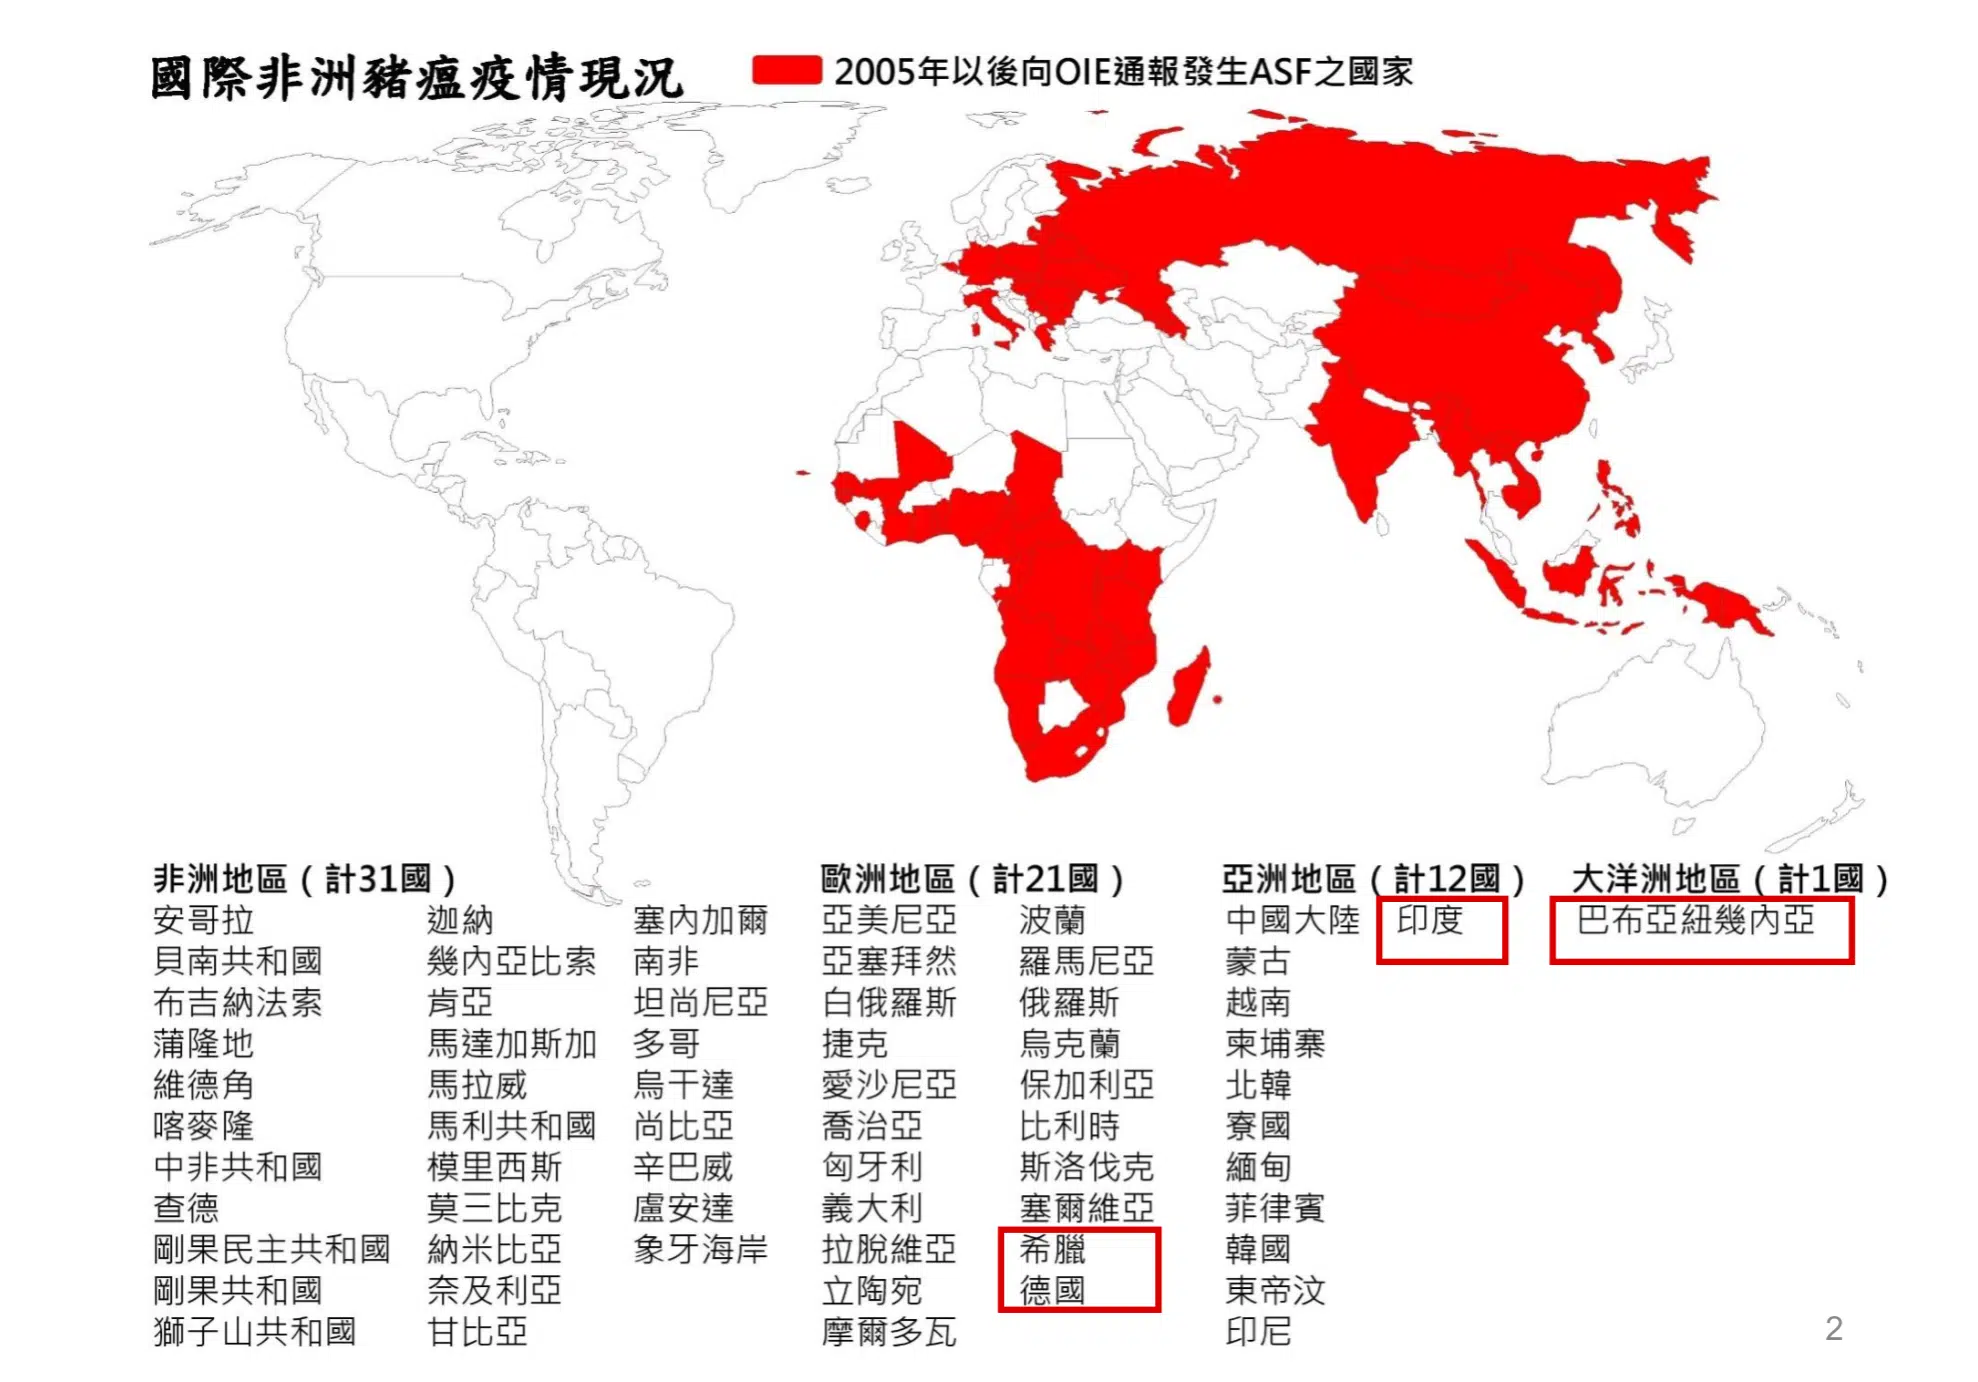 國際非洲豬瘟疫情現況
2005年以後向OIE通報發生ASF之國家
非洲地區（計31國）
安哥拉 迦納 塞內加爾
貝南共和國 幾內亞比索 南非
布吉納法索 肯亞 坦尚尼亞
蒲隆地 馬達加斯加 多哥
維德角 馬拉威 烏干達
喀麥隆 馬利共和國 尚比亞
中非共和國 模里西斯 辛巴威
查德 莫三比克 盧安達
剛果民主共和國 納米比亞 象牙海岸
剛果共和國 奈及利亞
獅子山共和國 甘比亞
歐洲地區（計21國）
亞美尼亞 波蘭
亞塞拜然 羅馬尼亞
白俄羅斯 俄羅斯
捷克 烏克蘭
愛沙尼亞 保加利亞
喬治亞 比利時
匈牙利 斯洛伐克
義大利 塞爾維亞
拉脫維亞 希臘
立陶宛 德國
摩爾多瓦
亞洲地區（計12國）
中國大陸 印度
蒙古
越南
柬埔寨
北韓
寮國
緬甸
菲律賓
韓國
東帝汶
印尼
大洋洲地區（計1國）
巴布亞紐幾內亞
2